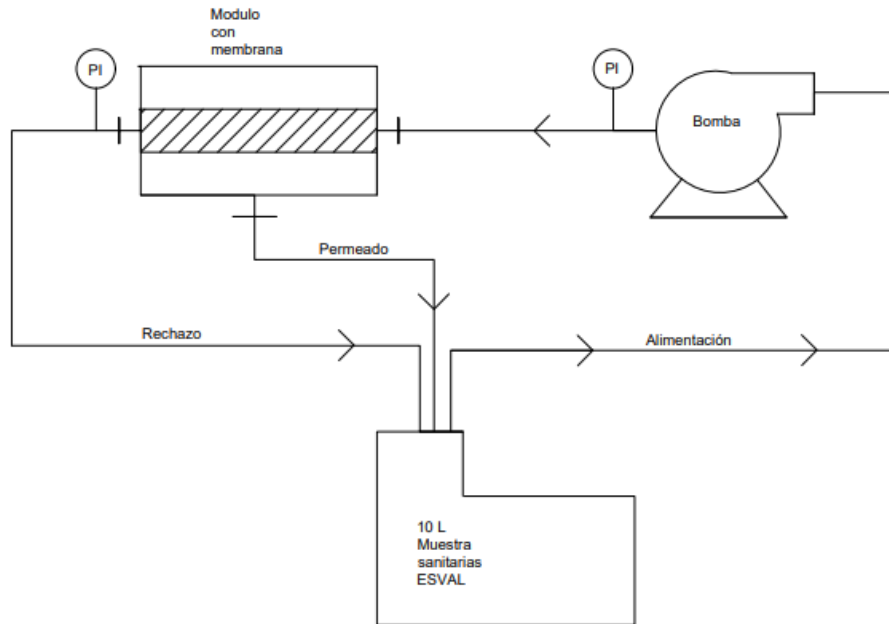 Modulo
con
membrana
PI
PI
Bomba
Permeado
Rechazo
Alimentación
10 L
Muestra
sanitarias
ESVAL